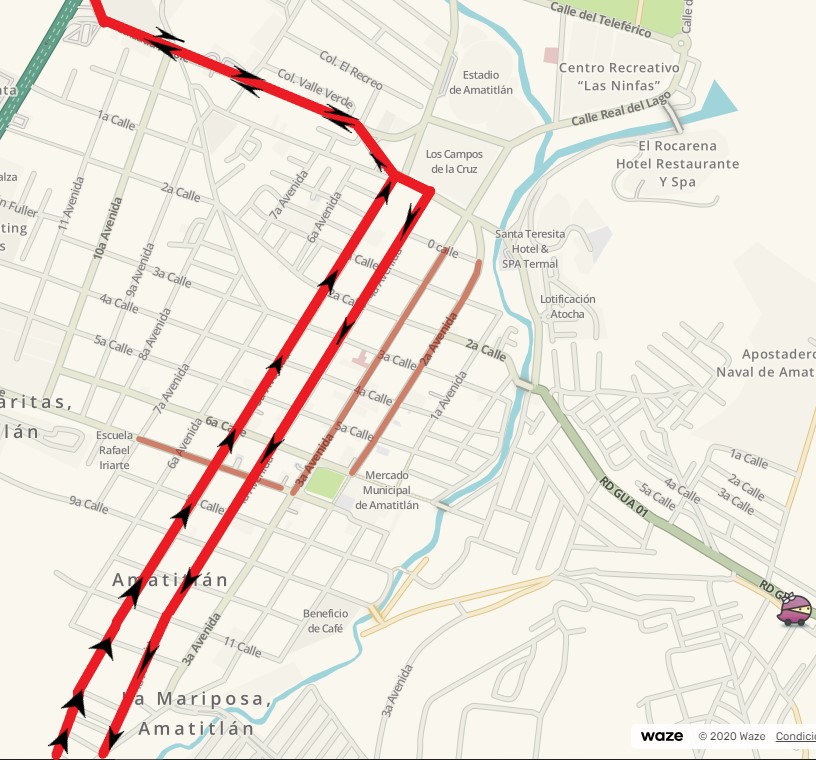 Calle del Teleférico
Calle d
Col. El Recreo
Estadio
de Amatitlán
Centro Recreativo
“Las Ninfas”
Col. Valle Verde
Calle Real del Lago
1a Calle
El Rocarena
Hotel Restaurante
Y Spa
Los Campos
de la Cruz
alza
11 Avenida
2a Calle
7a Avenida
n Fuller
6a Avenida
10a Avenida
ting
s
Santa Teresita
Hotel &
SPA Termal
0 calle
9a Avenida
3a Calle
4a Calle
Lotificación
Atocha
8a Avenida
5a Calle
2a Avenida
2a Calle
3a Calle
Apostadero
Naval de Amat
7a Avenida
4a Calle
1a Avenida
aritas,
lán
6a Calle
5a Calle
Escuela
Rafael
Iriarte
6a Avenida
3a Avenida
1a Calle
2a Calle
3a Calle
4a Calle
5a Calle
Mercado
Municipal
de Amatitlán
9a Calle
Calle
RD GUA 01
Amatitlán
RD G
Beneficio
de Café
3a Avenida
11 Calle
3a Avenida
La Mariposa,
Amatitlán
waze © 2020 Waze Condicio